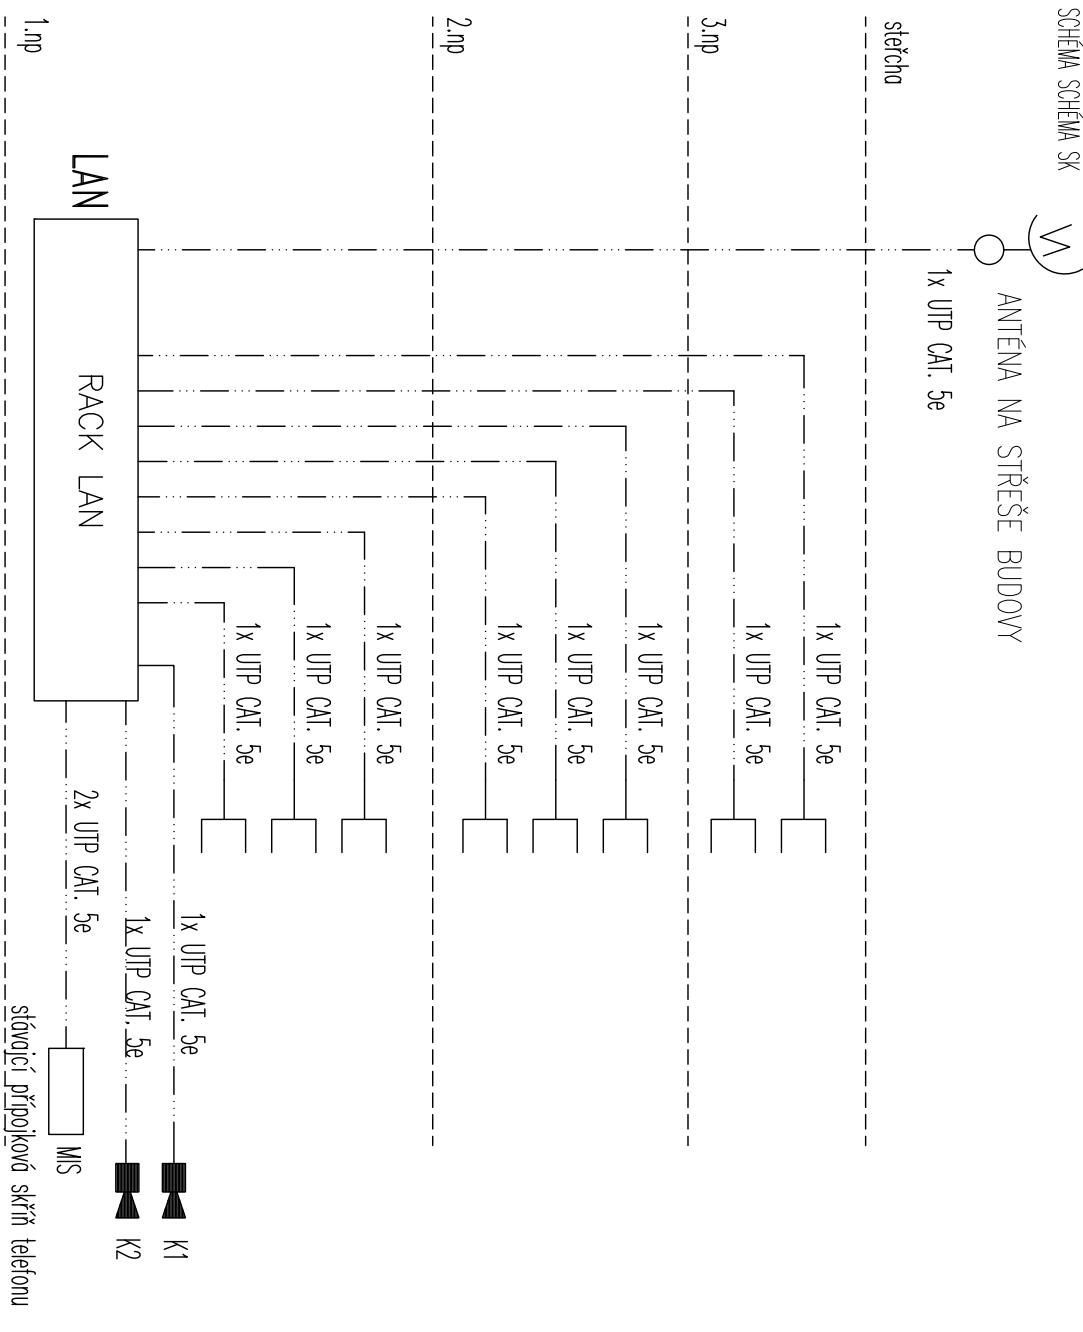 SCHÉMA SCHÉMA SK
ANTÉNA NA STŘEŠE BUDOVY
1x UTP CAT. 5e
steřcha
1x UTP CAT. 5e
1x UTP CAT. 5e
3.np
1x UTP CAT. 5e
1x UTP CAT. 5e
1x UTP CAT. 5e
2.np
1x UTP CAT. 5e
1x UTP CAT. 5e
1x UTP CAT. 5e
LAN
RACK LAN
1x UTP CAT. 5e
K1
1x UTP CAT. 5e
K2
2x UTP CAT. 5e
MIS
1.np
stávajcí přípojková skříň telefonu